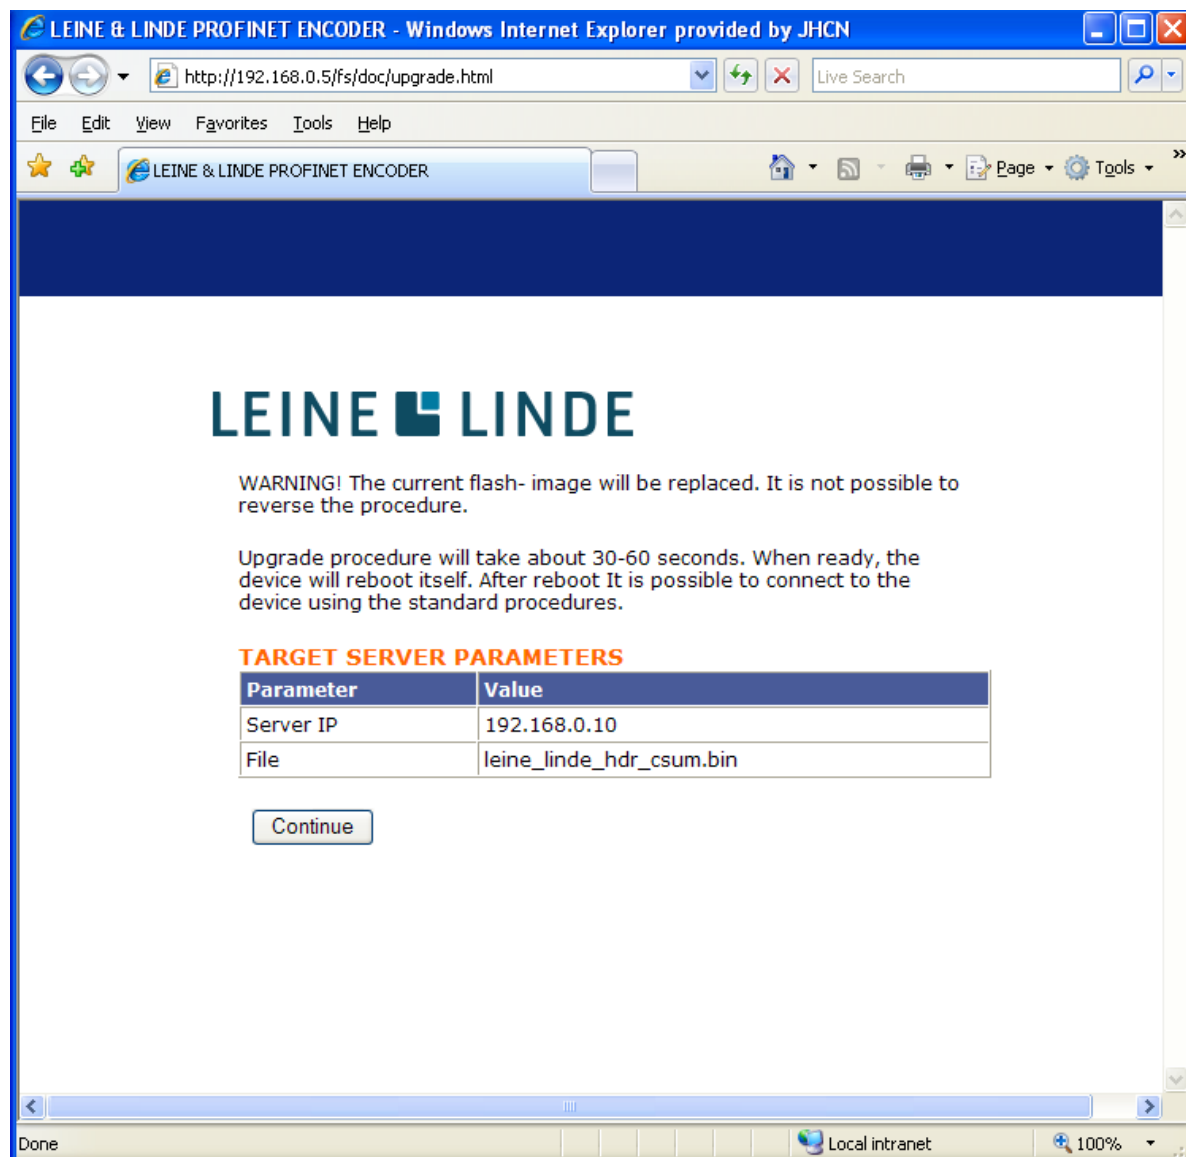 LEINE & LINDE PROFINET ENCODER - Windows Internet Explorer provided by JHCN
http://192.168.0.5/fs/doc/upgrade.html
Live Search
File Edit View Favorites Tools Help
LEINE & LINDE PROFINET ENCODER
Page Tools »
LEINE LINDE
WARNING! The current flash- image will be replaced. It is not possible to
reverse the procedure.
Upgrade procedure will take about 30-60 seconds. When ready, the
device will reboot itself. After reboot It is possible to connect to the
device using the standard procedures.
TARGET SERVER PARAMETERS
Parameter Value
Server IP 192.168.0.10
File leine_linde_hdr_csum.bin
Continue
Done Local intranet 100%